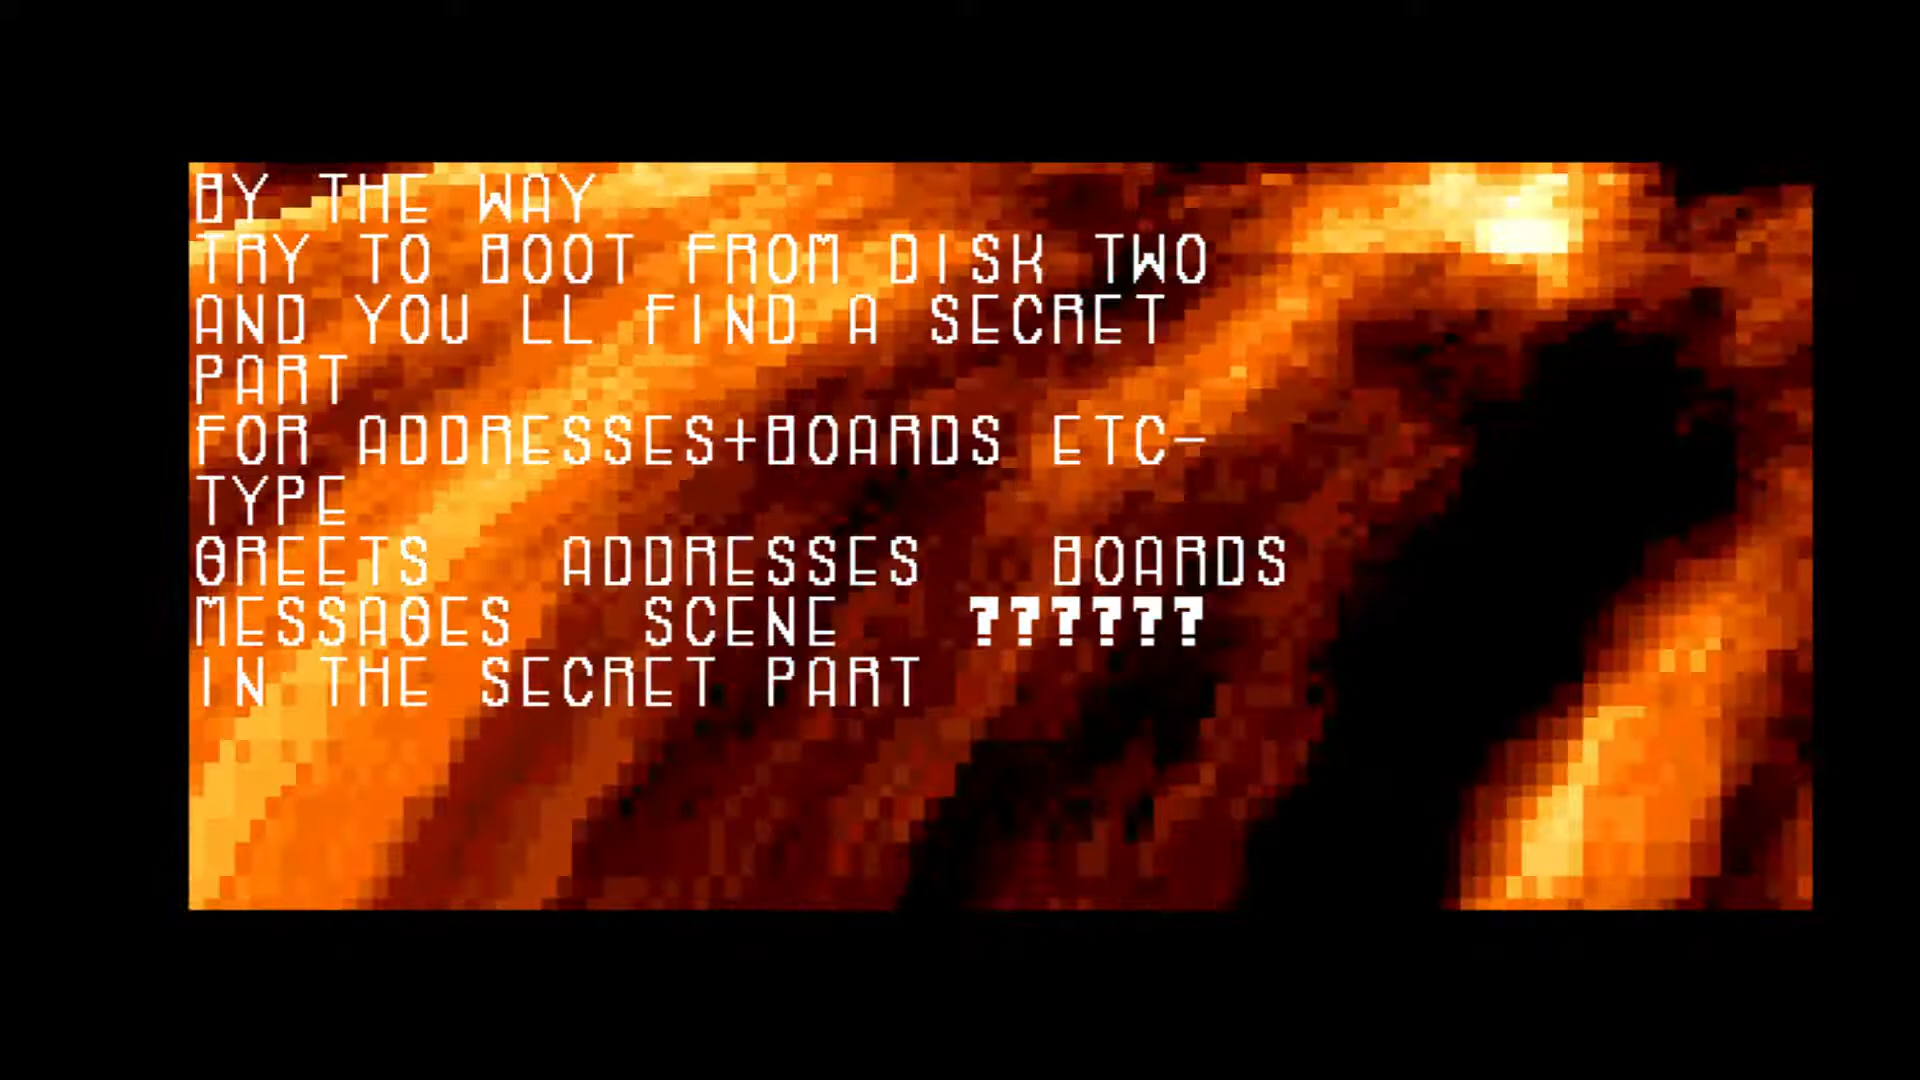 BY THE WAY
TRY TO BOOT FROM DISK TWO
AND YOU LL FIND A SECRET
PART
FOR ADDRESSES+BOARDS ETC-
TYPE
GREETS ADDRESSES BOARDS
MESSAGES SCENE ??????
IN THE SECRET PART